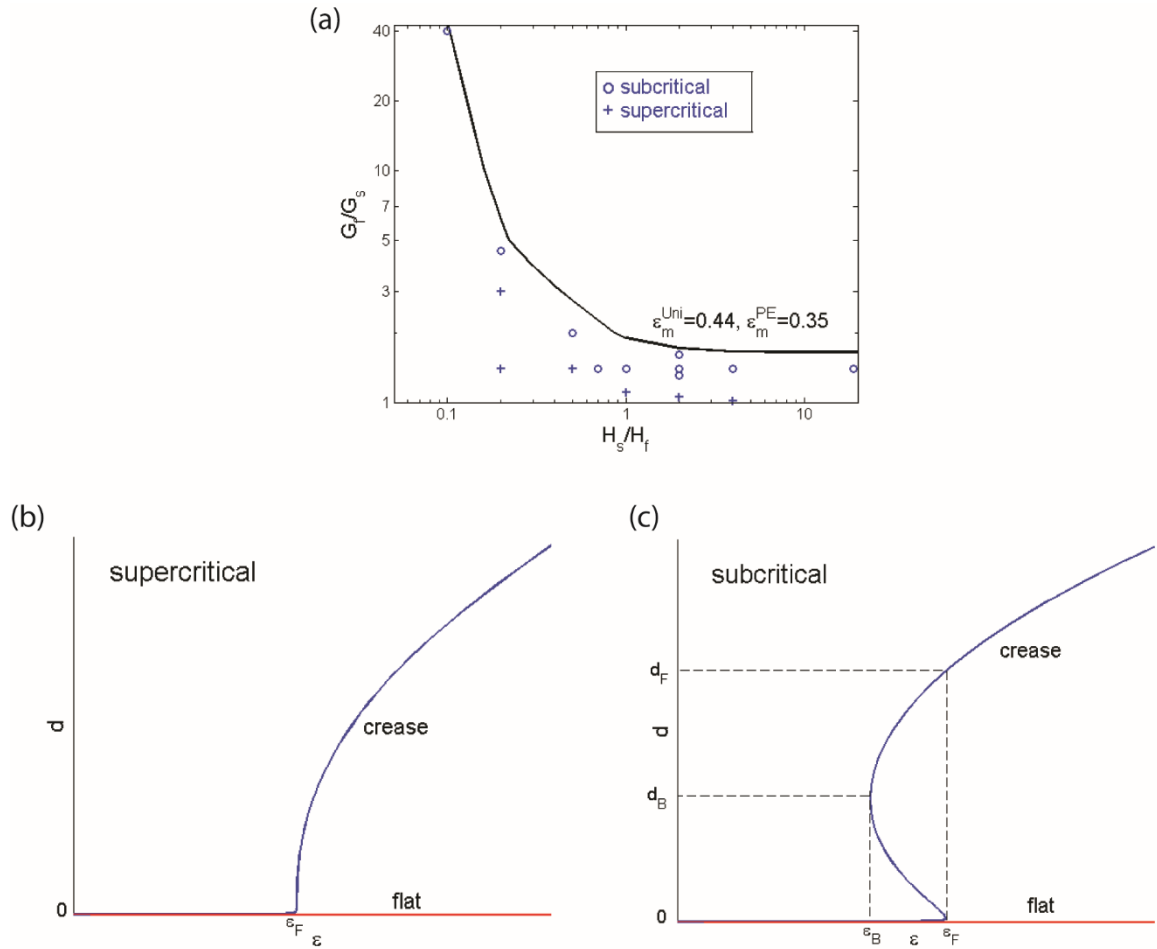 (a)
40
20
10
7
5
3
1
G_f/G_s
○ subcritical
+ supercritical
ε_m^Uni=0.44, ε_m^PE=0.35
0.1
1
10
H_s/H_f
(b)
supercritical
d
crease
flat
0
ε_F
ε
(c)
subcritical
d_F
crease
d
d_B
flat
0
ε_B
ε
ε_F